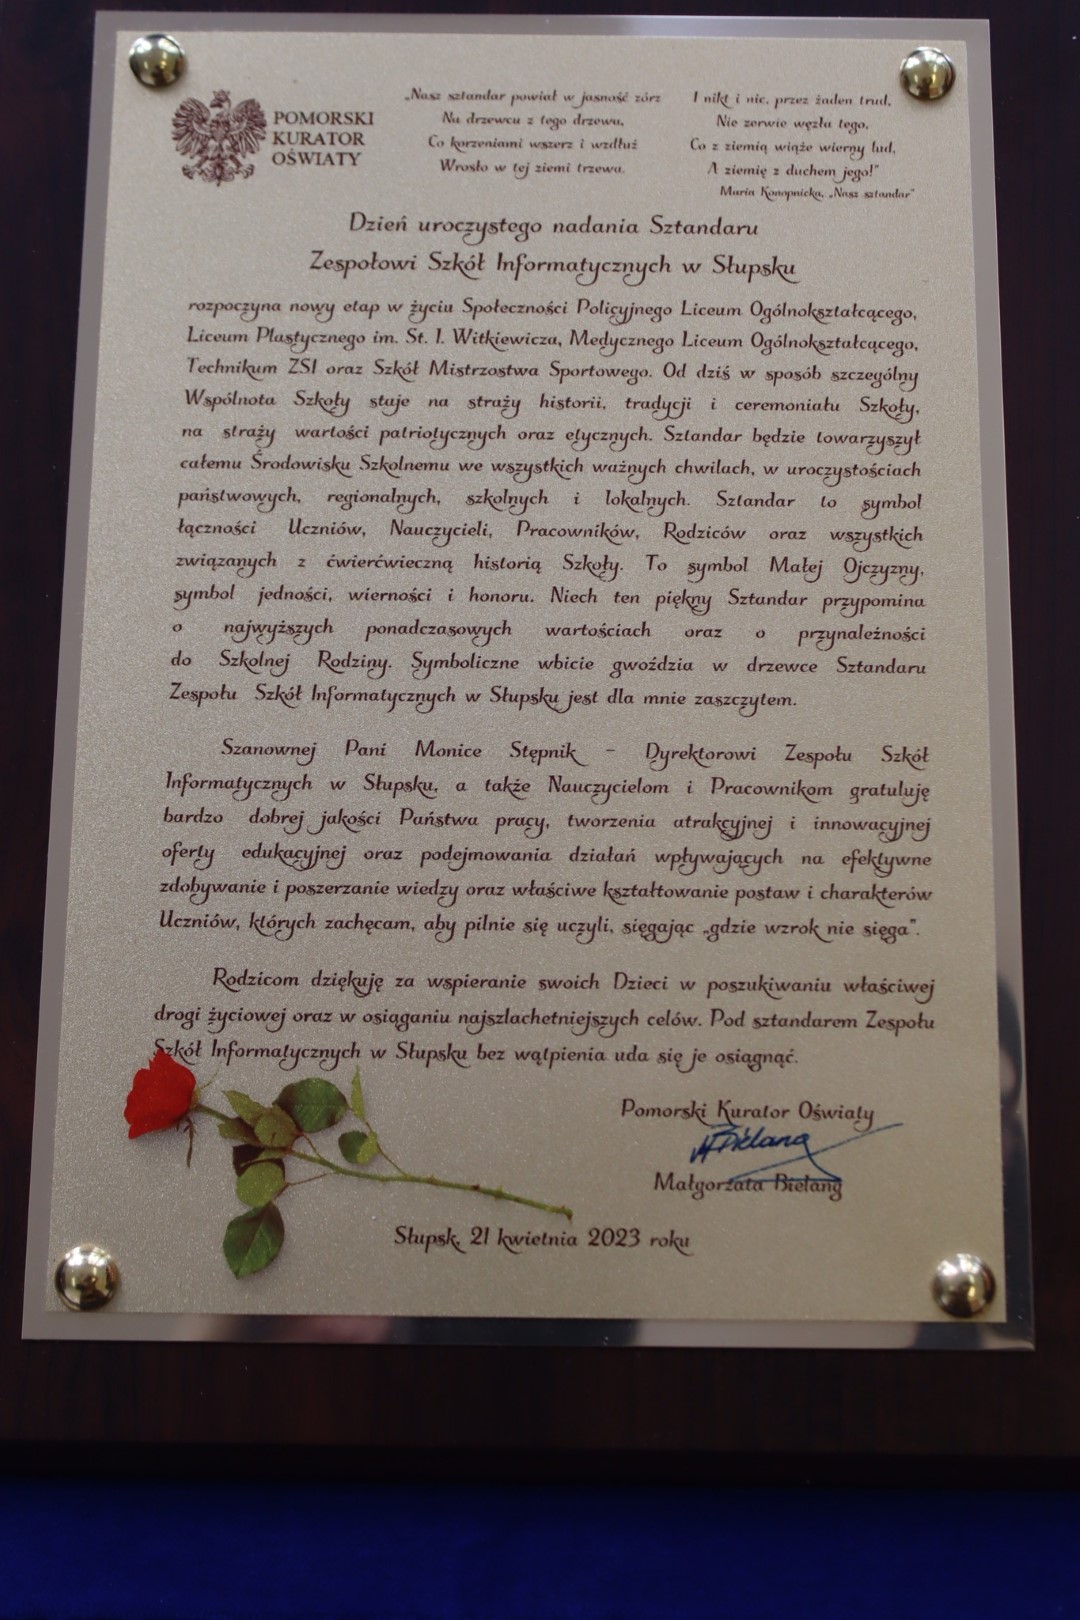 POMORSKI
KURATOR
OŚWIATY
„Nasz sztandar powiał w jasność zórz
Na drzewcu z tego drzewa,
Co korzeniami wszerz i wzdłuż
Wrosło w tej ziemi trzewa.
I nikt i nic, przez żaden trud,
Nie zerwie węzła tego,
Co z ziemią wiąże wierny lud,
A ziemię z duchem jego!”
Maria Konopnicka, „Nasz sztandar”
Dzień uroczystego nadania Sztandaru
Zespołowi Szkół Informatycznych w Słupsku
rozpoczyna nowy etap w życiu Społeczności Policyjnego Liceum Ogólnokształcącego,
Liceum Plastycznego im. St. I. Witkiewicza, Medycznego Liceum Ogólnokształcącego,
Technikum ZSI oraz Szkół Mistrzostwa Sportowego. Od dziś w sposób szczególny
Wspólnota Szkoły staje na straży historii, tradycji i ceremoniału Szkoły,
na straży wartości patriotycznych oraz etycznych. Sztandar będzie towarzyszył
całemu Środowisku Szkolnemu we wszystkich ważnych chwilach, w uroczystościach
państwowych, regionalnych, szkolnych i lokalnych. Sztandar to symbol
łączności Uczniów, Nauczycieli, Pracowników, Rodziców oraz wszystkich
związanych z ćwierćwieczną historią Szkoły. To symbol Małej Ojczyzny,
symbol jedności, wierności i honoru. Niech ten piękny Sztandar przypomina
o najwyższych ponadczasowych wartościach oraz o przynależności
do Szkolnej Rodziny. Symboliczne wbicie gwoździa w drzewce Sztandaru
Zespołu Szkół Informatycznych w Słupsku jest dla mnie zaszczytem.
Szanownej Pani Monice Stępnik – Dyrektorowi Zespołu Szkół
Informatycznych w Słupsku, a także Nauczycielom i Pracownikom gratuluję
bardzo dobrej jakości Państwa pracy, tworzenia atrakcyjnej i innowacyjnej
oferty edukacyjnej oraz podejmowania działań wpływających na efektywne
zdobywanie i poszerzanie wiedzy oraz właściwe kształtowanie postaw i charakterów
Uczniów, których zachęcam, aby pilnie się uczyli, sięgając „gdzie wzrok nie sięga”.
Rodzicom dziękuję za wspieranie swoich Dzieci w poszukiwaniu właściwej
drogi życiowej oraz w osiąganiu najszlachetniejszych celów. Pod sztandarem Zespołu
Szkół Informatycznych w Słupsku bez wątpienia uda się je osiągnąć.
Pomorski Kurator Oświaty
M Bielang
Małgorzata Bielang
Słupsk, 21 kwietnia 2023 roku